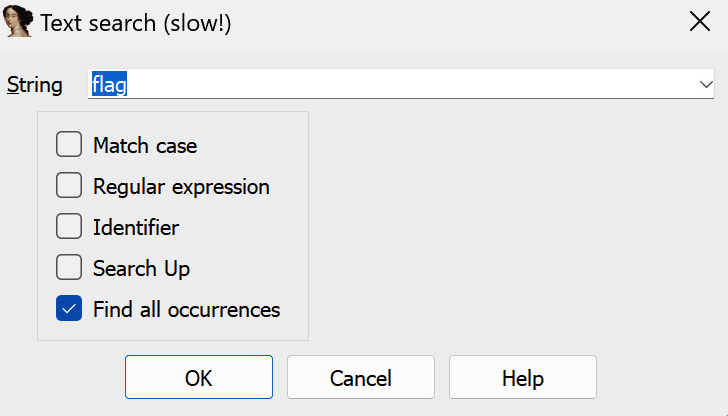 Text search (slow!)
String flag
Match case
Regular expression
Identifier
Search Up
Find all occurrences
OK Cancel Help